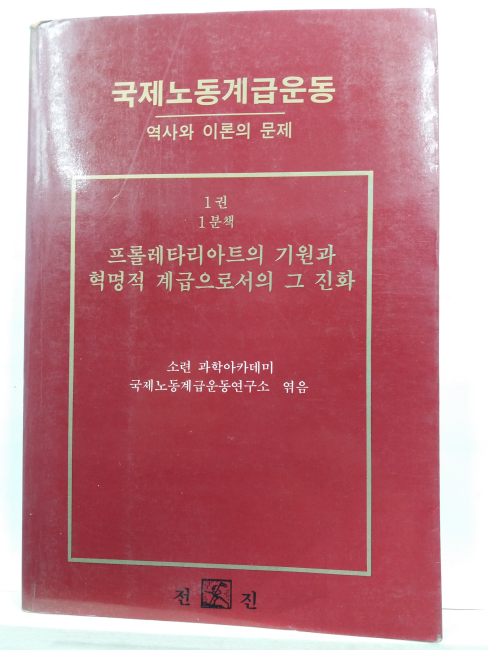 국제노동계급운동
역사와 이론의 문제
1권
1분책
프롤레타리아트의 기원과
혁명적 계급으로서의 그 진화
소련 과학아카데미
국제노동계급운동연구소 엮음
전 진